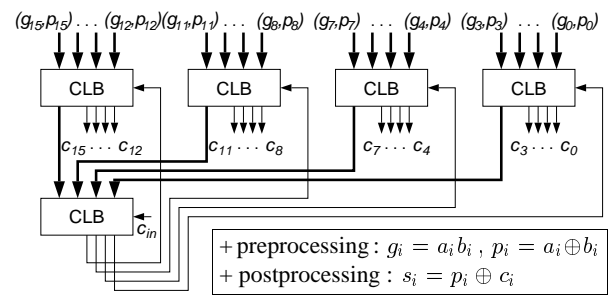 (g₁₅,p₁₅) . . . (g₁₂,p₁₂) (g₁₁,p₁₁) . . . (g₈,p₈) (g₇,p₇) . . . (g₄,p₄) (g₃,p₃) . . . (g₀,p₀)
CLB CLB CLB CLB
c₁₅ . . . c₁₂ c₁₁ . . . c₈ c₇ . . . c₄ c₃ . . . c₀
CLB
cᵢₙ
+ preprocessing : gᵢ = aᵢbᵢ , pᵢ = aᵢ⊕bᵢ
+ postprocessing : sᵢ = pᵢ ⊕ cᵢ